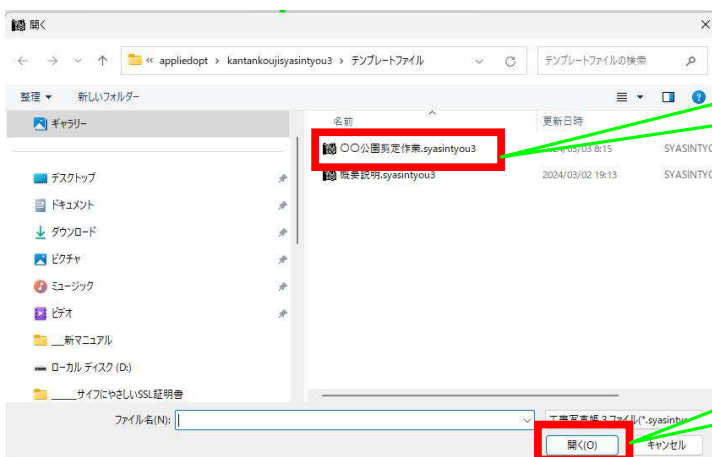 開く
« appliedopt › kantankoujisyasintyou3 › テンプレートファイル
テンプレートファイルの検索
整理 新しいフォルダー
ギャラリー
名前 更新日時
〇〇公園剪定作業.syasintyou3 2024/03/03 8:15 SYASINTYO
デスクトップ
概要説明.syasintyou3 2024/03/02 19:13 SYASINTYO
ドキュメント
ダウンロード
ピクチャ
ミュージック
ビデオ
__新マニュアル
ローカル ディスク (D:)
_____サイフにやさしいSSL証明書
ファイル名(N):
工事写真帳 3 ファイル(*.syasinty
開く(O) キャンセル